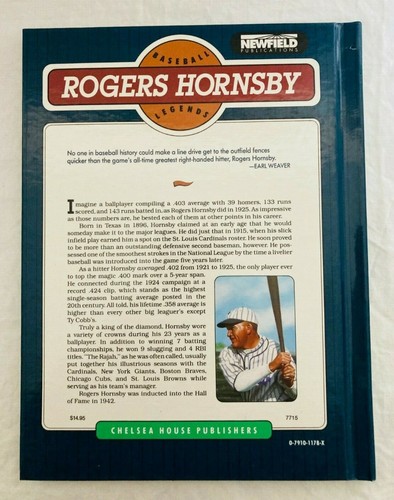 NEWFIELD
PUBLICATIONS
BASEBALL
ROGERS HORNSBY
LEGENDS
No one in baseball history could make a line drive get to the outfield fences
quicker than the game's all-time greatest right-handed hitter, Rogers Hornsby.
—EARL WEAVER
Imagine a ballplayer compiling a .403 average with 39 homers, 133 runs
scored, and 143 runs batted in, as Rogers Hornsby did in 1925. As impressive
as those numbers are, he bested each of them at other points in his career.
Born in Texas in 1896, Hornsby claimed at an early age that he would
someday make it to the major leagues. He did just that in 1915, when his slick
infield play earned him a spot on the St. Louis Cardinals roster. He soon proved
to be more than an outstanding defensive second baseman, however. He pos-
sessed one of the smoothest strokes in the National League by the time a livelier
baseball was introduced into the game five years later.
As a hitter Hornsby averaged .402 from 1921 to 1925, the only player ever
to top the magic .400 mark over a 5-year span.
He connected during the 1924 campaign at a
record .424 clip, which stands as the highest
single-season batting average posted in the
20th century. All told, his lifetime .358 average is
higher than every other big leaguer's except
Ty Cobb's.
Truly a king of the diamond, Hornsby wore
a variety of crowns during his 23 years as a
ballplayer. In addition to winning 7 batting
championships, he won 9 slugging and 4 RBI
titles. "The Rajah," as he was often called, usually
put together his illustrious seasons with the
Cardinals, New York Giants, Boston Braves,
Chicago Cubs, and St. Louis Browns while
serving as his team's manager.
Rogers Hornsby was inducted into the Hall
of Fame in 1942.
$14.95
7715
CHELSEA HOUSE PUBLISHERS
0-7910-1178-X